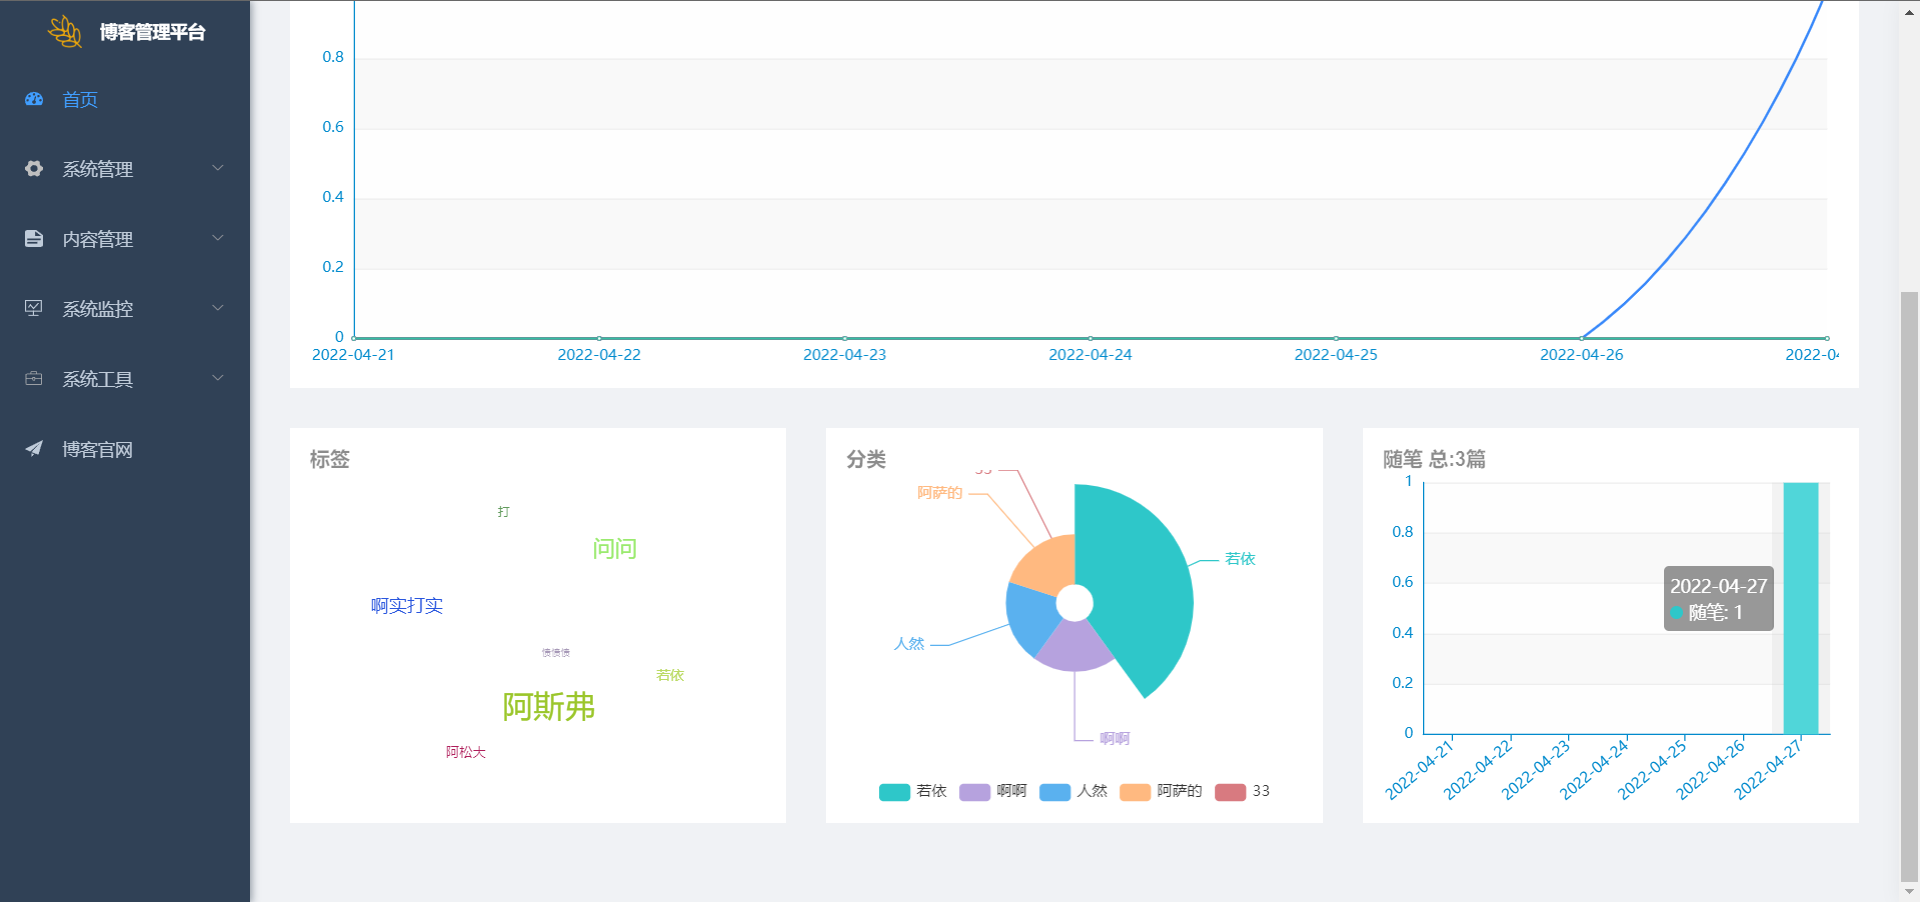 博客管理平台
首页
系统管理
内容管理
系统监控
系统工具
博客官网
0.8
0.6
0.4
0.2
0
2022-04-21
2022-04-22
2022-04-23
2022-04-24
2022-04-25
2022-04-26
2022-0
标签
打
问问
啊实打实
愤愤愤
若依
阿斯弗
阿松大
分类
33
阿萨的
若依
人然
啊啊
若依
啊啊
人然
阿萨的
33
随笔 总:3篇
1
0.8
0.6
0.4
0.2
0
2022-04-27
随笔: 1
2022-04-21
2022-04-22
2022-04-23
2022-04-24
2022-04-25
2022-04-26
2022-04-27